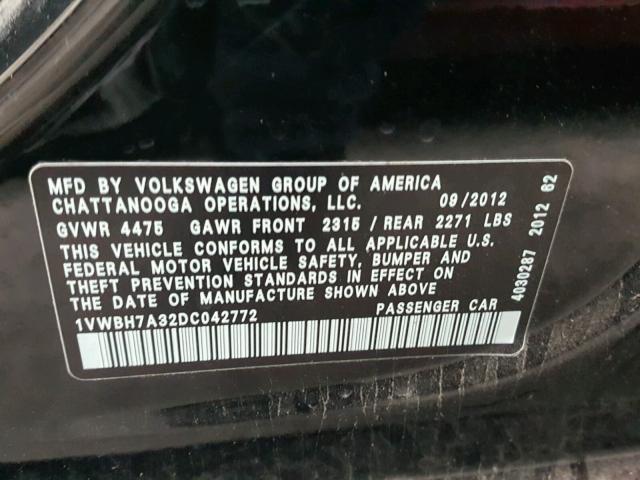 MFD BY VOLKSWAGEN GROUP OF AMERICA
CHATTANOOGA OPERATIONS, LLC. 09/2012
GVWR 4475 GAWR FRONT 2315 / REAR 2271 LBS
THIS VEHICLE CONFORMS TO ALL APPLICABLE U.S.
FEDERAL MOTOR VEHICLE SAFETY, BUMPER AND
THEFT PREVENTION STANDARDS IN EFFECT ON
THE DATE OF MANUFACTURE SHOWN ABOVE
1VWBH7A32DC042772 PASSENGER CAR
4030287 2012 62